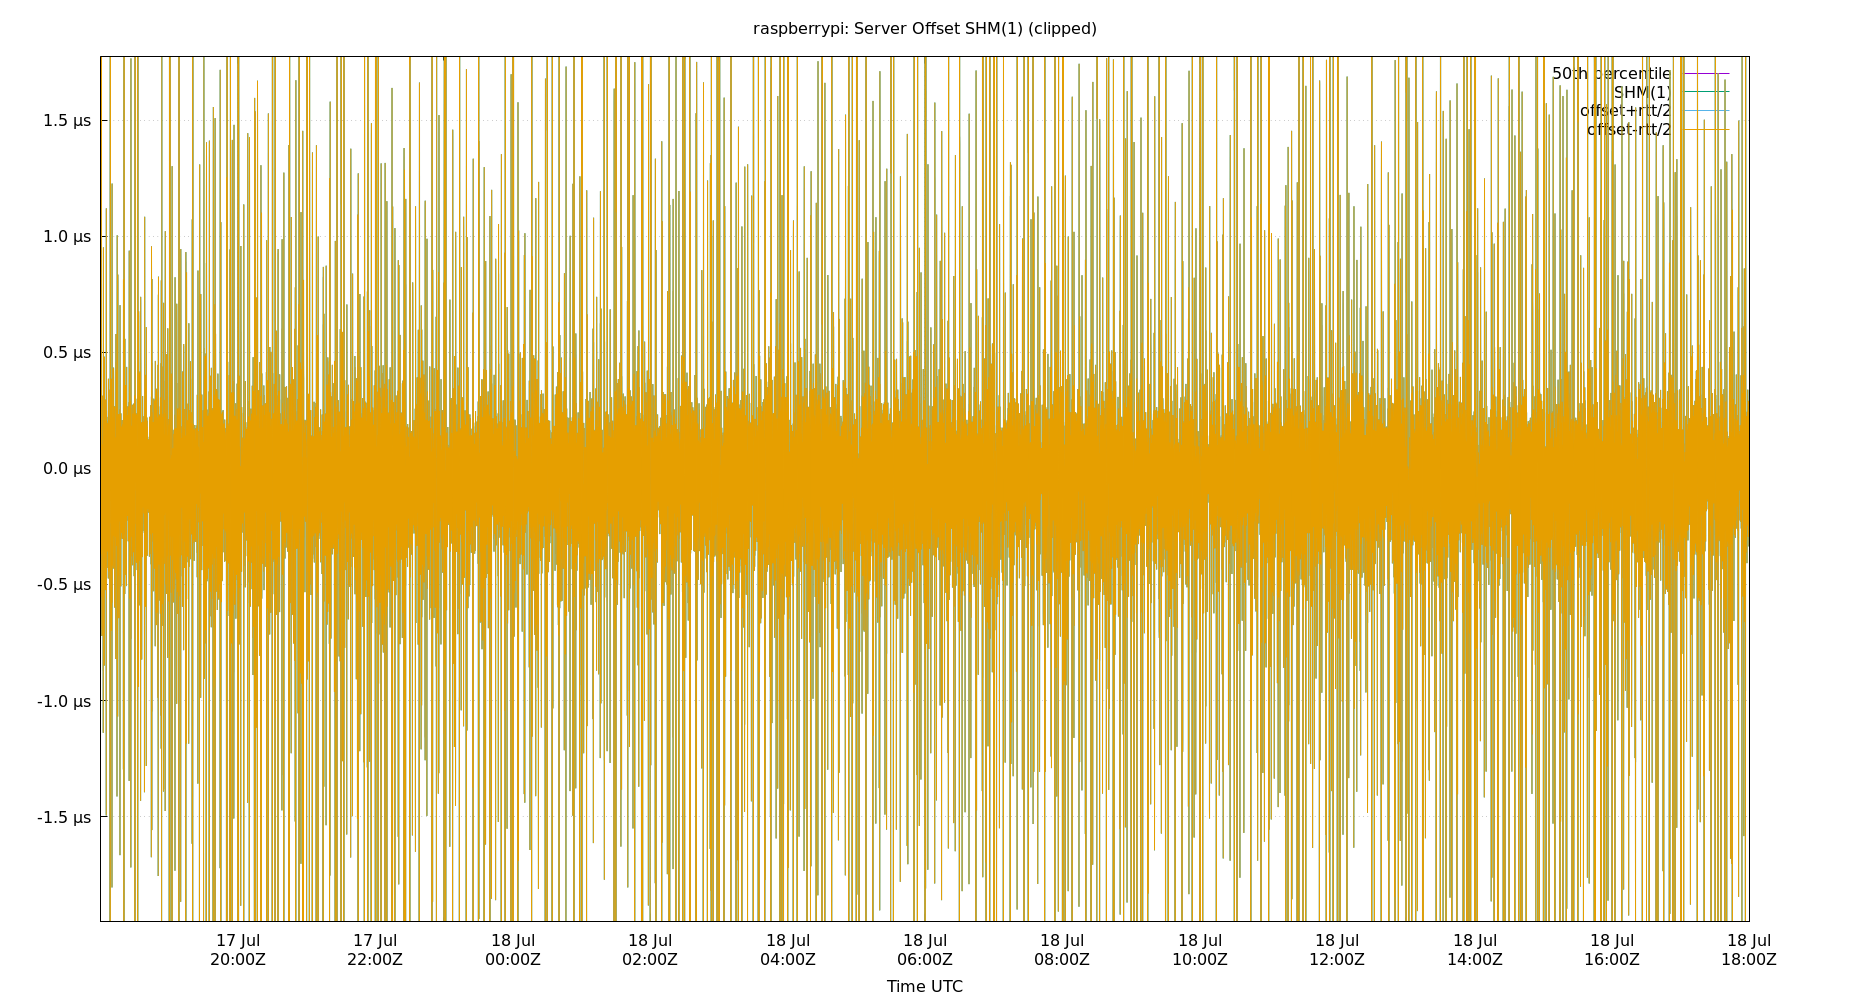 raspberrypi: Server Offset SHM(1) (clipped)
50th percentile
SHM(1)
offset+rtt/2
offset-rtt/2
1.5 µs
1.0 µs
0.5 µs
0.0 µs
-0.5 µs
-1.0 µs
-1.5 µs
17 Jul 17 Jul 18 Jul 18 Jul 18 Jul 18 Jul 18 Jul 18 Jul 18 Jul 18 Jul 18 Jul 18 Jul
20:00Z 22:00Z 00:00Z 02:00Z 04:00Z 06:00Z 08:00Z 10:00Z 12:00Z 14:00Z 16:00Z 18:00Z
Time UTC